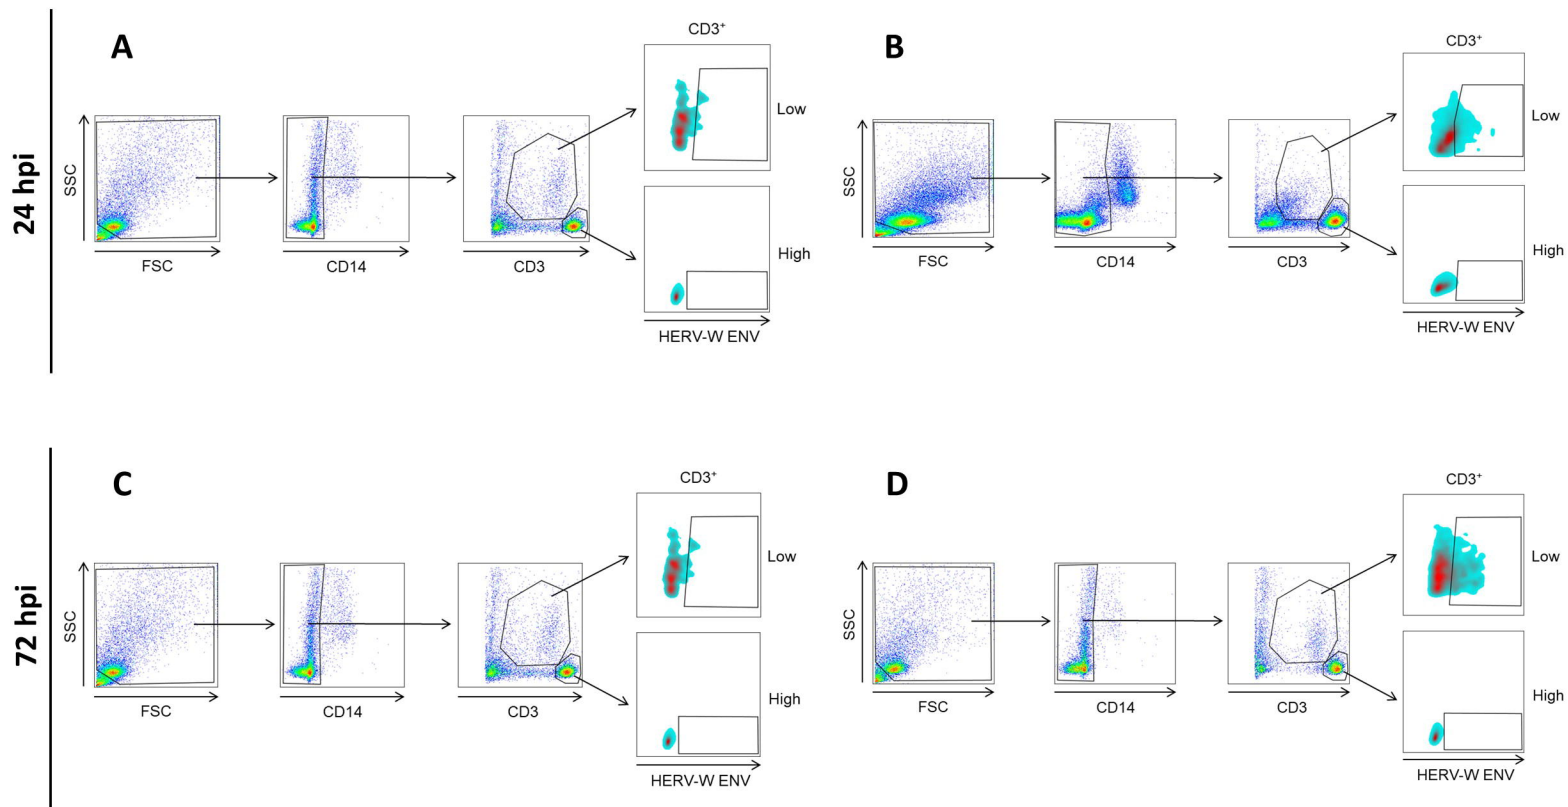 24 hpi
A
SSC
FSC
CD14
CD3
CD3⁺
Low
High
HERV-W ENV
B
SSC
FSC
CD14
CD3
CD3⁺
Low
High
HERV-W ENV
72 hpi
C
SSC
FSC
CD14
CD3
CD3⁺
Low
High
HERV-W ENV
D
SSC
FSC
CD14
CD3
CD3⁺
Low
High
HERV-W ENV